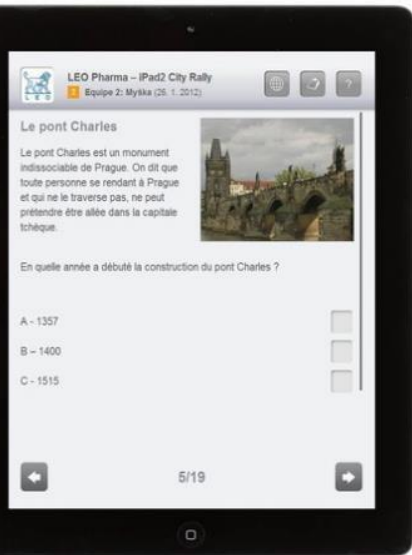 LEO Pharma – iPad2 City Rally
2 Equipe 2: Myška (26. 1. 2012)
?
LEO
Le pont Charles
Le pont Charles est un monument
indissociable de Prague. On dit que
toute personne se rendant à Prague
et qui ne le traverse pas, ne peut
prétendre être allée dans la capitale
tchèque.
En quelle année a débuté la construction du pont Charles ?
A - 1357
B – 1400
C - 1515
5/19